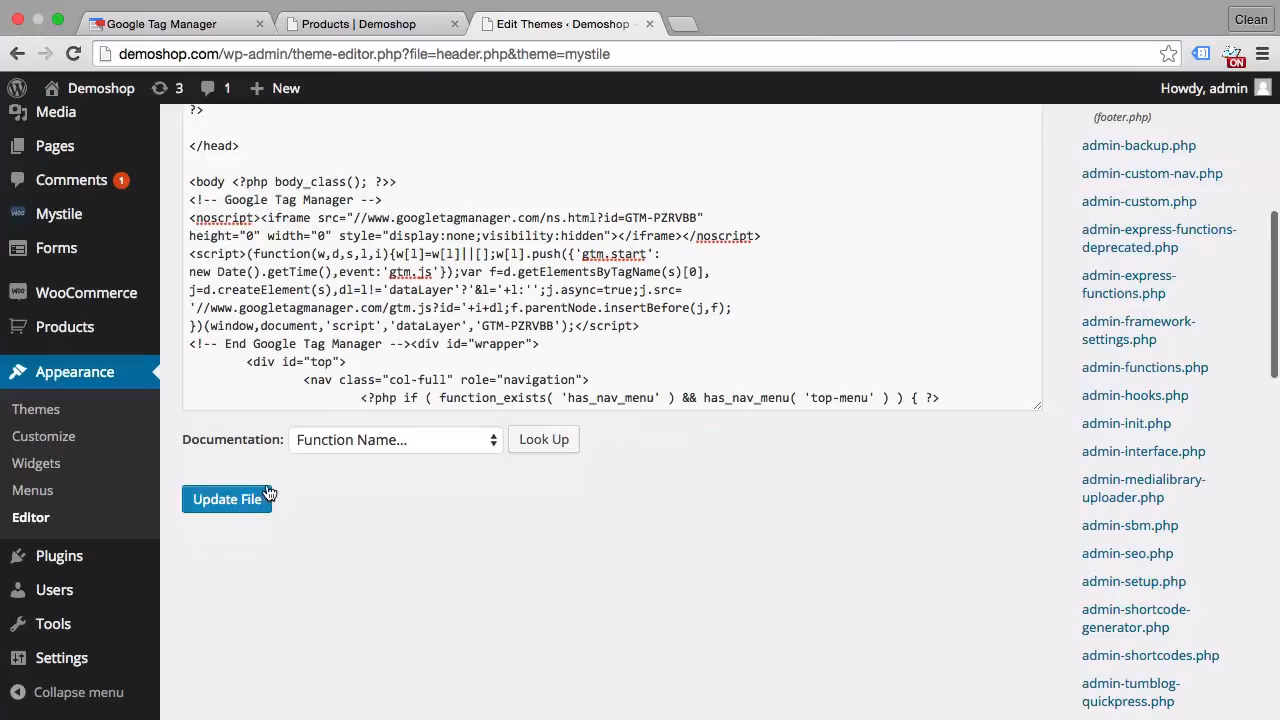 Google Tag Manager
Products | Demoshop
Edit Themes ‹ Demoshop
Clean
demoshop.com/wp-admin/theme-editor.php?file=header.php&theme=mystile
ON
Demoshop
3
1
New
Howdy, admin
Media
Pages
Comments 1
Woo Mystile
Forms
WooCommerce
Products
Appearance
Themes
Customize
Widgets
Menus
Editor
Plugins
Users
Tools
Settings
Collapse menu
?>
</head>
<body <?php body_class(); ?>>
<!-- Google Tag Manager -->
<noscript><iframe src="//www.googletagmanager.com/ns.html?id=GTM-PZRVBB"
height="0" width="0" style="display:none;visibility:hidden"></iframe></noscript>
<script>(function(w,d,s,l,i){w[l]=w[l]||[];w[l].push({'gtm.start':
new Date().getTime(),event:'gtm.js'});var f=d.getElementsByTagName(s)[0],
j=d.createElement(s),dl=l!='dataLayer'?'&l='+l:'';j.async=true;j.src=
'//www.googletagmanager.com/gtm.js?id='+i+dl;f.parentNode.insertBefore(j,f);
})(window,document,'script','dataLayer','GTM-PZRVBB');</script>
<!-- End Google Tag Manager --><div id="wrapper">
<div id="top">
<nav class="col-full" role="navigation">
<?php if ( function_exists( 'has_nav_menu' ) && has_nav_menu( 'top-menu' ) ) { ?>
Documentation: Function Name... Look Up
Update File
(footer.php)
admin-backup.php
admin-custom-nav.php
admin-custom.php
admin-express-functions-
deprecated.php
admin-express-
functions.php
admin-framework-
settings.php
admin-functions.php
admin-hooks.php
admin-init.php
admin-interface.php
admin-medialibrary-
uploader.php
admin-sbm.php
admin-seo.php
admin-setup.php
admin-shortcode-
generator.php
admin-shortcodes.php
admin-tumblog-
quickpress.php